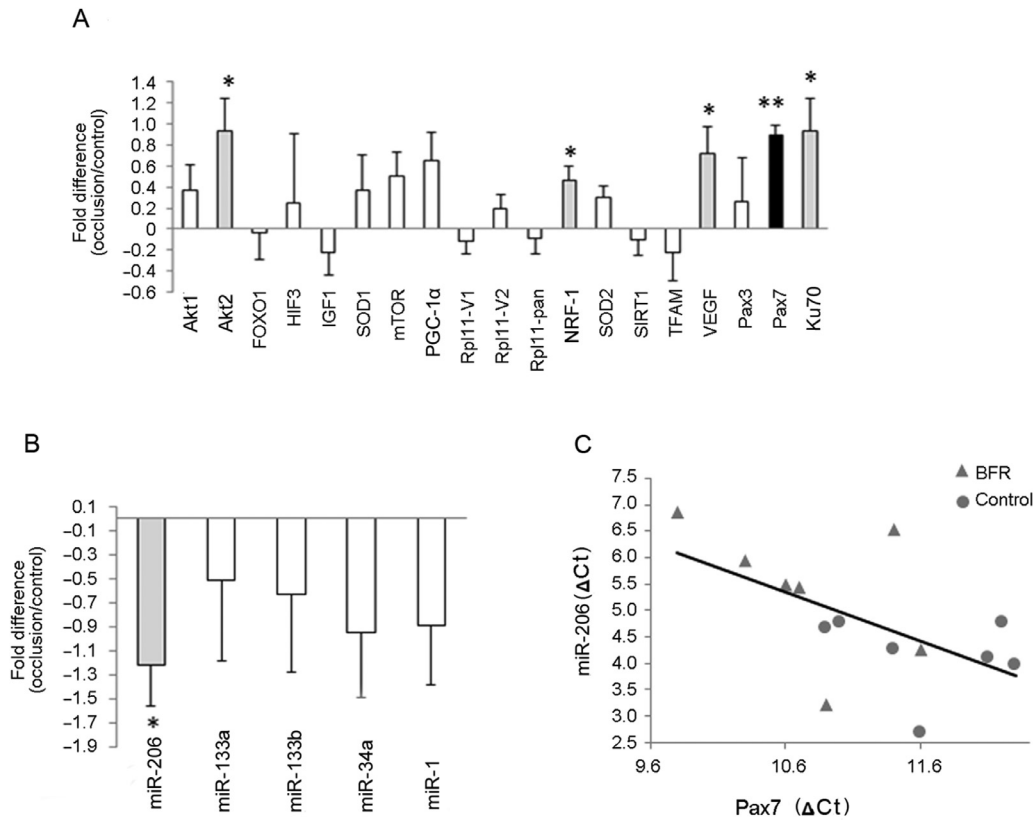 A
Fold difference
(occlusion/control)
1.4
1.2
1.0
0.8
0.6
0.4
0.2
0
–0.2
–0.4
–0.6
*
*
*
**
*
Akt1
Akt2
FOXO1
HIF3
IGF1
SOD1
mTOR
PGC-1α
Rpl11-V1
Rpl11-V2
Rpl11-pan
NRF-1
SOD2
SIRT1
TFAM
VEGF
Pax3
Pax7
Ku70
B
Fold difference
(occlusion/control)
0.1
–0.1
–0.3
–0.5
–0.7
–0.9
–1.1
–1.3
–1.5
–1.7
–1.9
*
miR-206
miR-133a
miR-133b
miR-34a
miR-1
C
miR-206 (ΔCt)
7.5
7.0
6.5
6.0
5.5
5.0
4.5
4.0
3.5
3.0
2.5
BFR
Control
9.6
10.6
11.6
Pax7 (ΔCt)